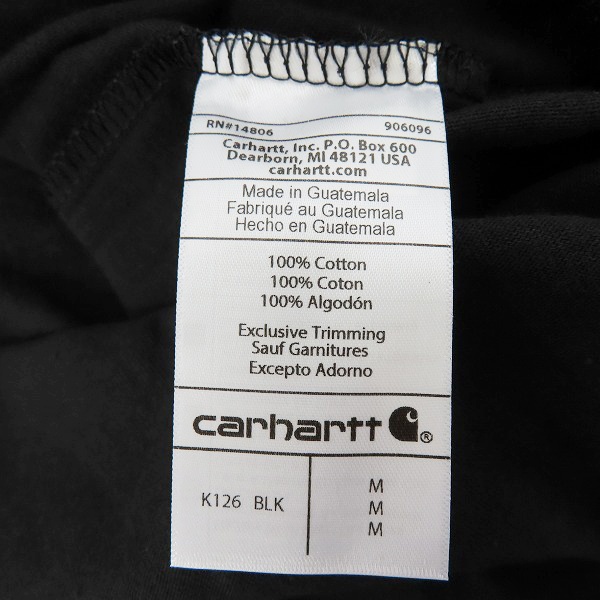 RN#14806 906096
Carhartt, Inc. P.O. Box 600
Dearborn, MI 48121 USA
carhartt.com
Made in Guatemala
Fabriqué au Guatemala
Hecho en Guatemala
100% Cotton
100% Coton
100% Algodón
Exclusive Trimming
Sauf Garnitures
Excepto Adorno
carhartt ®
K126 BLK
M
M
M